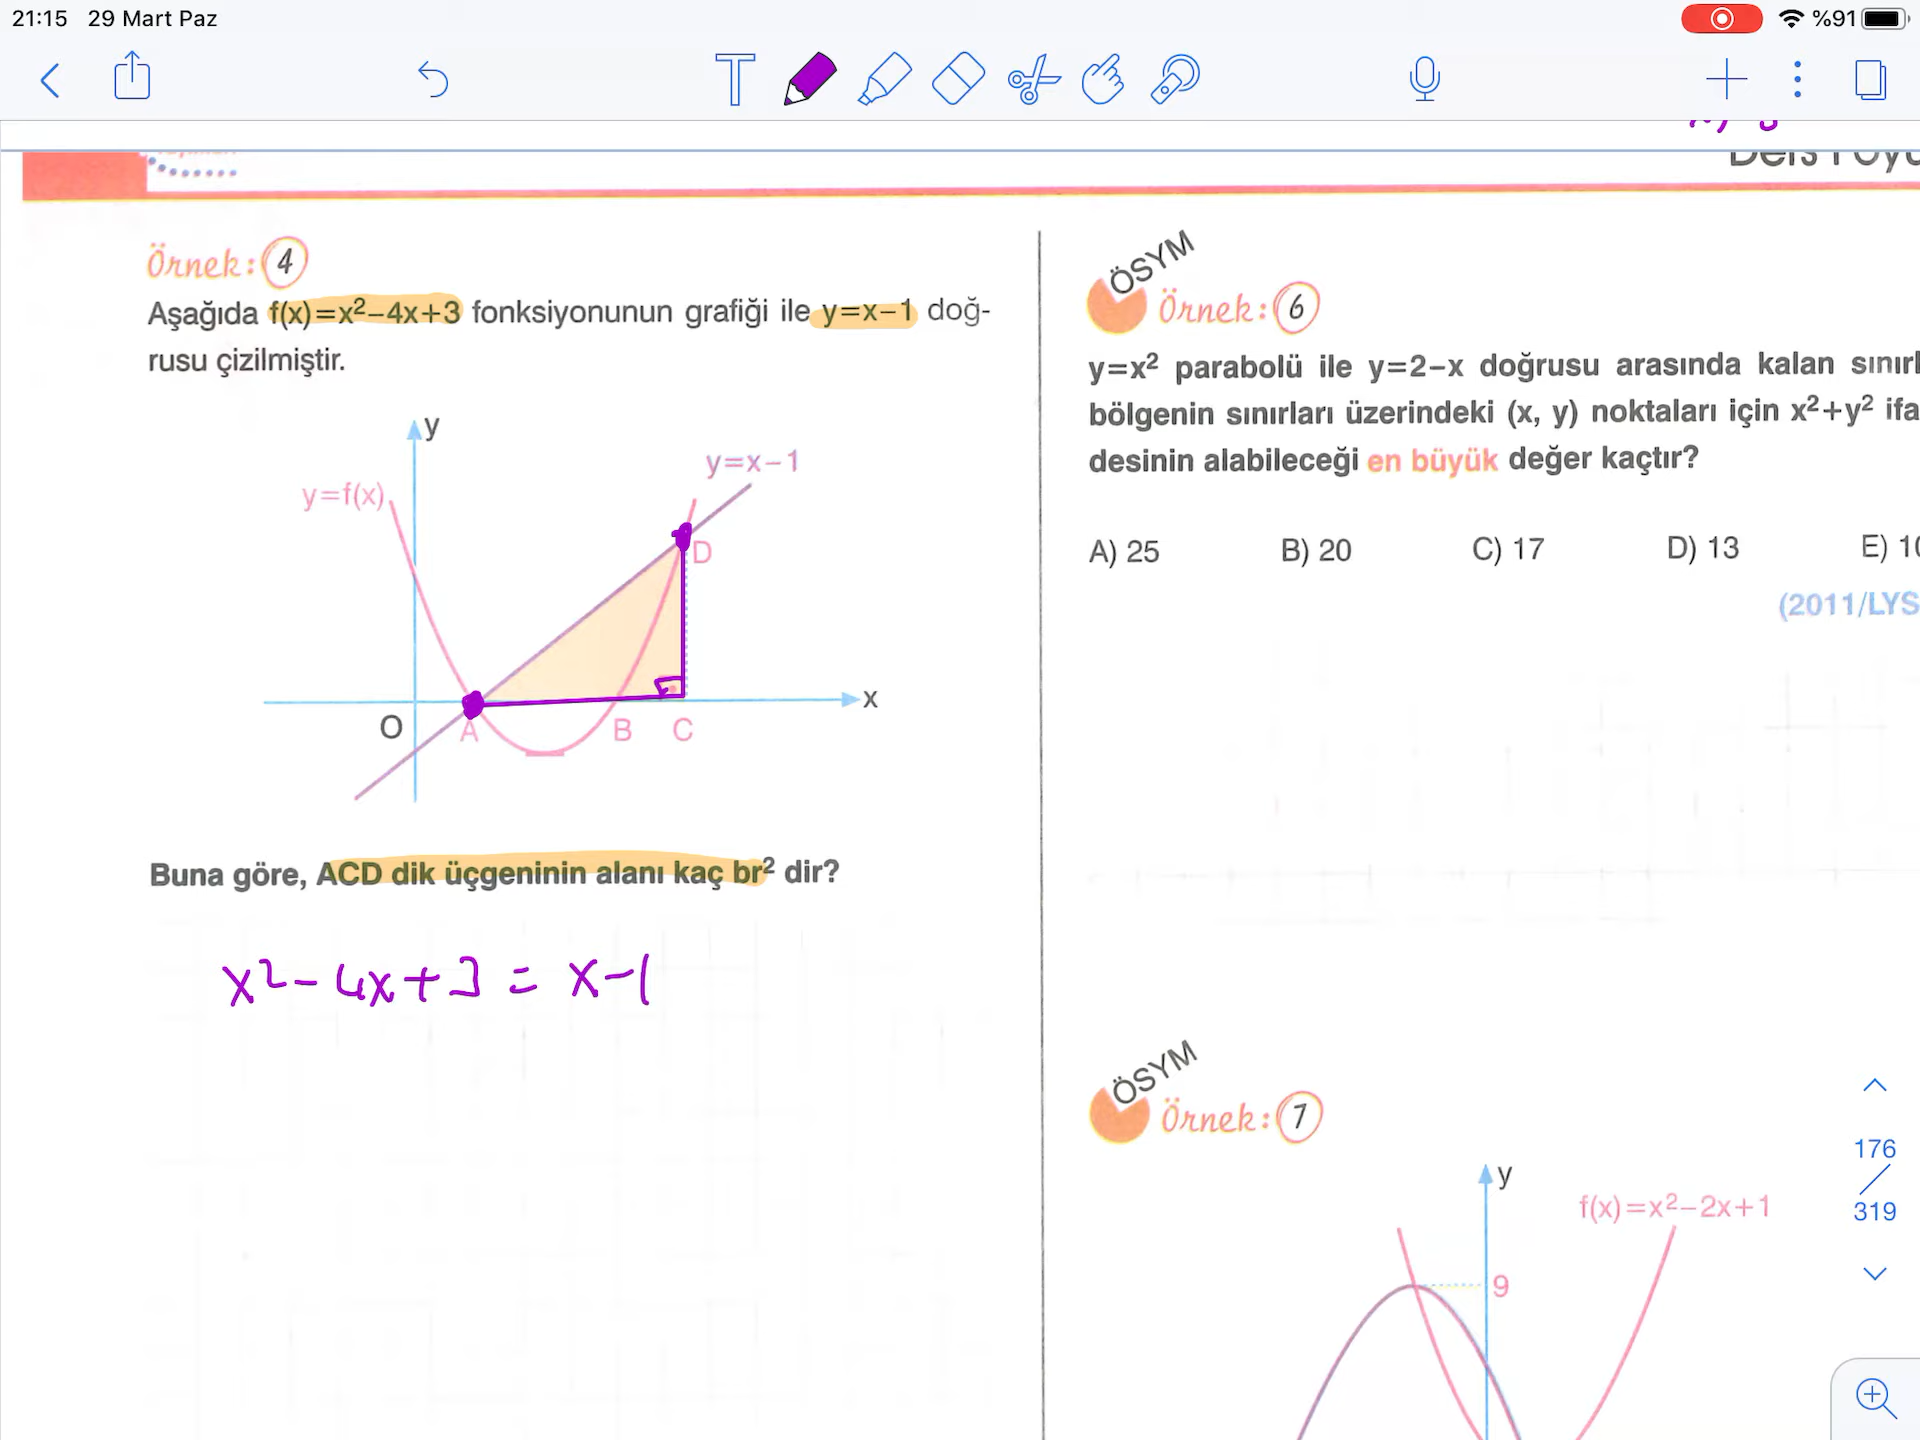 21:15 29 Mart Paz
%91
Örnek: 4
Aşağıda f(x)=x²−4x+3 fonksiyonunun grafiği ile y=x−1 doğ-
rusu çizilmiştir.
y
y=x−1
y=f(x)
D
x
O
A
B
C
Buna göre, ACD dik üçgeninin alanı kaç br² dir?
x²−4x+3 = x−1
ÖSYM
Örnek: 6
y=x² parabolü ile y=2−x doğrusu arasında kalan sınırl
bölgenin sınırları üzerindeki (x, y) noktaları için x²+y² ifa
desinin alabileceği en büyük değer kaçtır?
A) 25 B) 20 C) 17 D) 13 E) 10
(2011/LYS
ÖSYM
Örnek: 7
y
f(x)=x²−2x+1
9
176
319